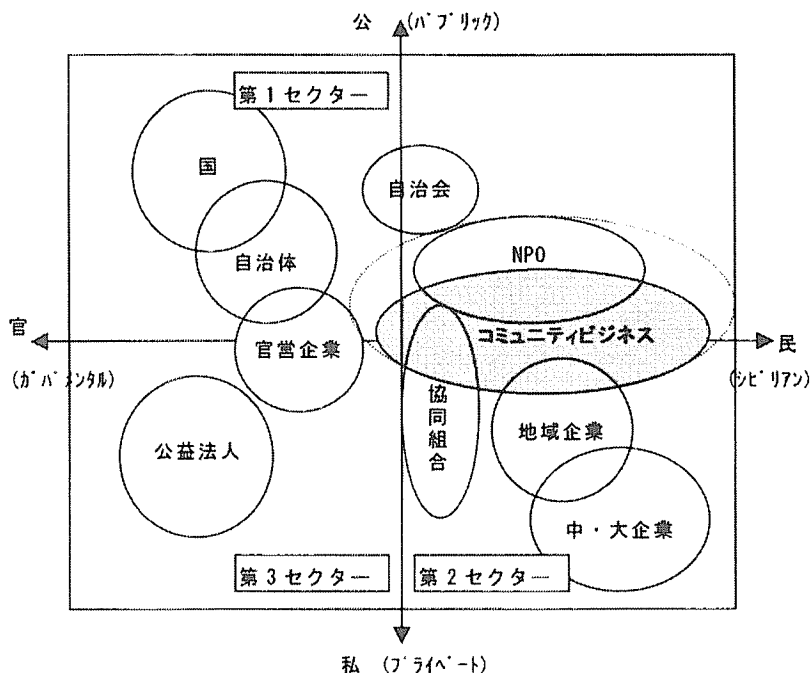 公 (パブリック)
第1セクター
国
自治会
自治体
NPO
官
官営企業
コミュニティビジネス
民
(ガバメンタル)
(シビリアン)
協同組合
地域企業
公益法人
中・大企業
第3セクター
第2セクター
私 (プライベート)